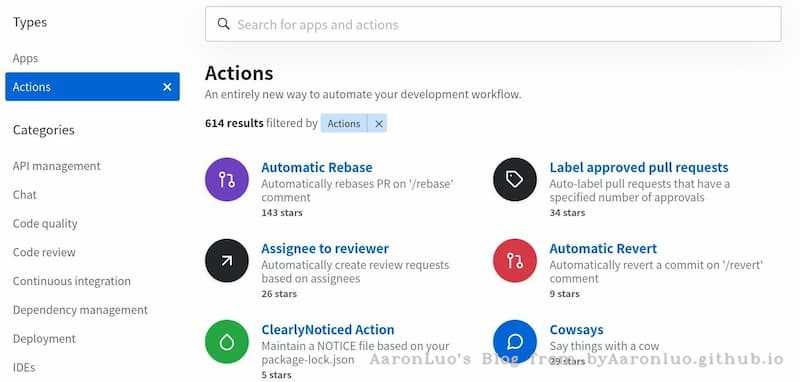 Types
Apps
Actions
Categories
API management
Chat
Code quality
Code review
Continuous integration
Dependency management
Deployment
IDEs
Search for apps and actions
Actions
An entirely new way to automate your development workflow.
614 results filtered by Actions
Automatic Rebase
Automatically rebases PR on '/rebase'
comment
143 stars
Label approved pull requests
Auto-label pull requests that have a
specified number of approvals
34 stars
Assignee to reviewer
Automatically create review requests
based on assignees
26 stars
Automatic Revert
Automatically revert a commit on '/revert'
comment
9 stars
ClearlyNoticed Action
Maintain a NOTICE file based on your
package-lock.json
5 stars
Cowsays
Say things with a cow
29 stars
AaronLuo's Blog from byAaronluo.github.io